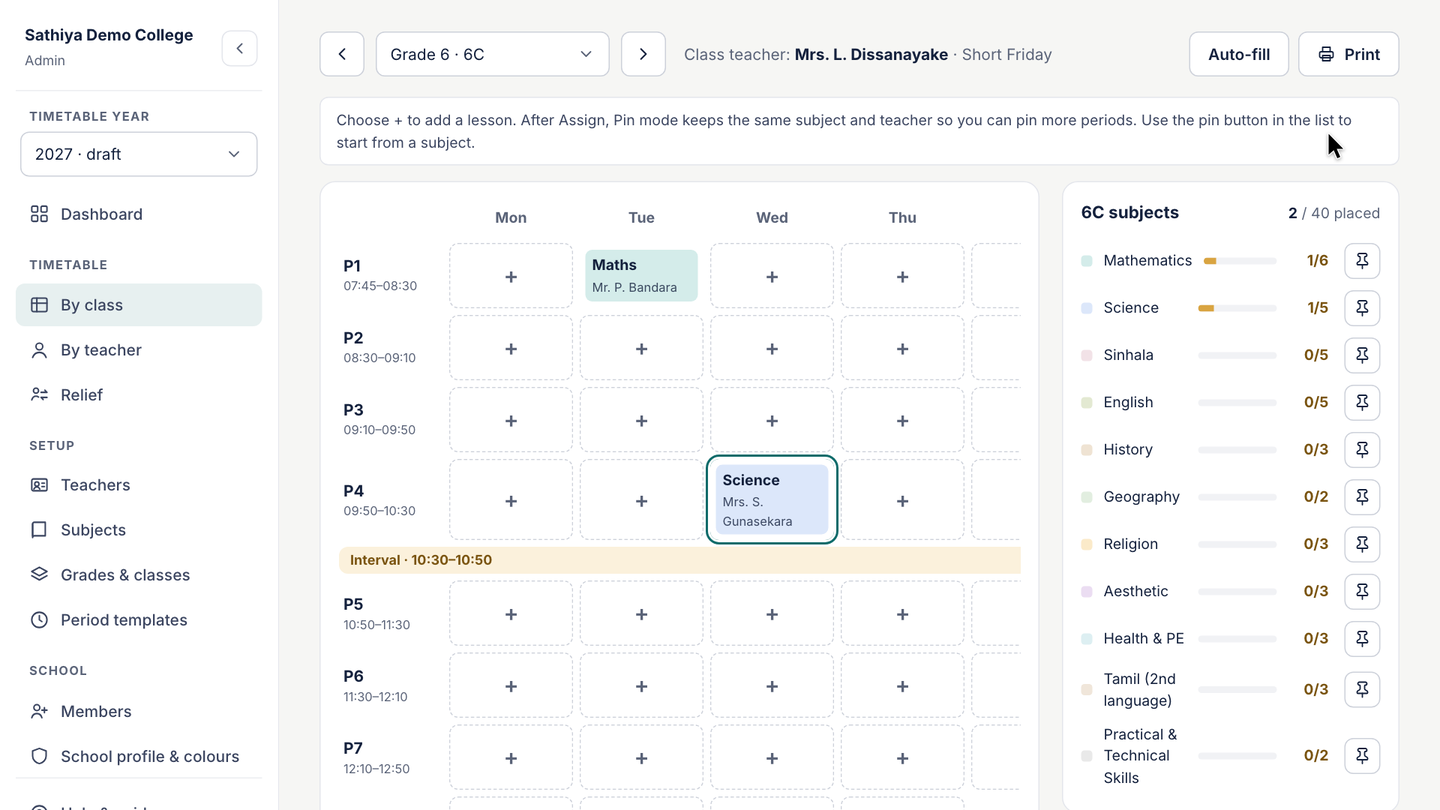 Sathiya Demo College
Admin
TIMETABLE YEAR
2027 · draft
Dashboard
TIMETABLE
By class
By teacher
Relief
SETUP
Teachers
Subjects
Grades & classes
Period templates
SCHOOL
Members
School profile & colours
Grade 6 · 6C
Class teacher: Mrs. L. Dissanayake · Short Friday
Auto-fill
Print
Choose + to add a lesson. After Assign, Pin mode keeps the same subject and teacher so you can pin more periods. Use the pin button in the list to
start from a subject.
Mon Tue Wed Thu
P1
07:45–08:30
+ Maths + +
Mr. P. Bandara
P2
08:30–09:10
+ + + +
P3
09:10–09:50
+ + + +
P4
09:50–10:30
+ + Science +
Mrs. S.
Gunasekara
Interval · 10:30–10:50
P5
10:50–11:30
+ + + +
P6
11:30–12:10
+ + + +
P7
12:10–12:50
+ + + +
6C subjects 2 / 40 placed
Mathematics 1/6
Science 1/5
Sinhala 0/5
English 0/5
History 0/3
Geography 0/2
Religion 0/3
Aesthetic 0/3
Health & PE 0/3
Tamil (2nd
language) 0/3
Practical &
Technical 0/2
Skills